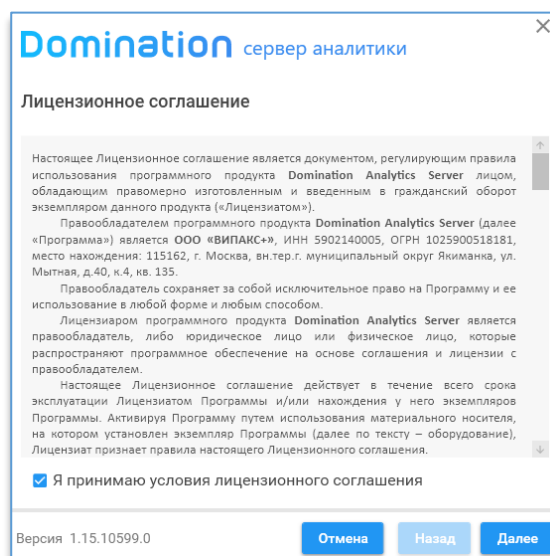 Domination сервер аналитики
Лицензионное соглашение
Настоящее Лицензионное соглашение является документом, регулирующим правила
использования программного продукта Domination Analytics Server лицом,
обладающим правомерно изготовленным и введенным в гражданский оборот
экземпляром данного продукта («Лицензиатом»).
Правообладателем программного продукта Domination Analytics Server (далее
«Программа») является ООО «ВИПАКС+», ИНН 5902140005, ОГРН 1025900518181,
место нахождения: 115162, г. Москва, вн.тер.г. муниципальный округ Якиманка, ул.
Мытная, д.40, к.4, кв. 135.
Правообладатель сохраняет за собой исключительное право на Программу и ее
использование в любой форме и любым способом.
Лицензиаром программного продукта Domination Analytics Server является
правообладатель, либо юридическое лицо или физическое лицо, которые
распространяют программное обеспечение на основе соглашения и лицензии с
правообладателем.
Настоящее Лицензионное соглашение действует в течение всего срока
эксплуатации Лицензиатом Программы и/или нахождения у него экземпляров
Программы. Активируя Программу путем использования материального носителя,
на котором установлен экземпляр Программы (далее по тексту – оборудование),
Лицензиат признает правила настоящего Лицензионного соглашения.
Я принимаю условия лицензионного соглашения
Версия 1.15.10599.0
Отмена
Назад
Далее